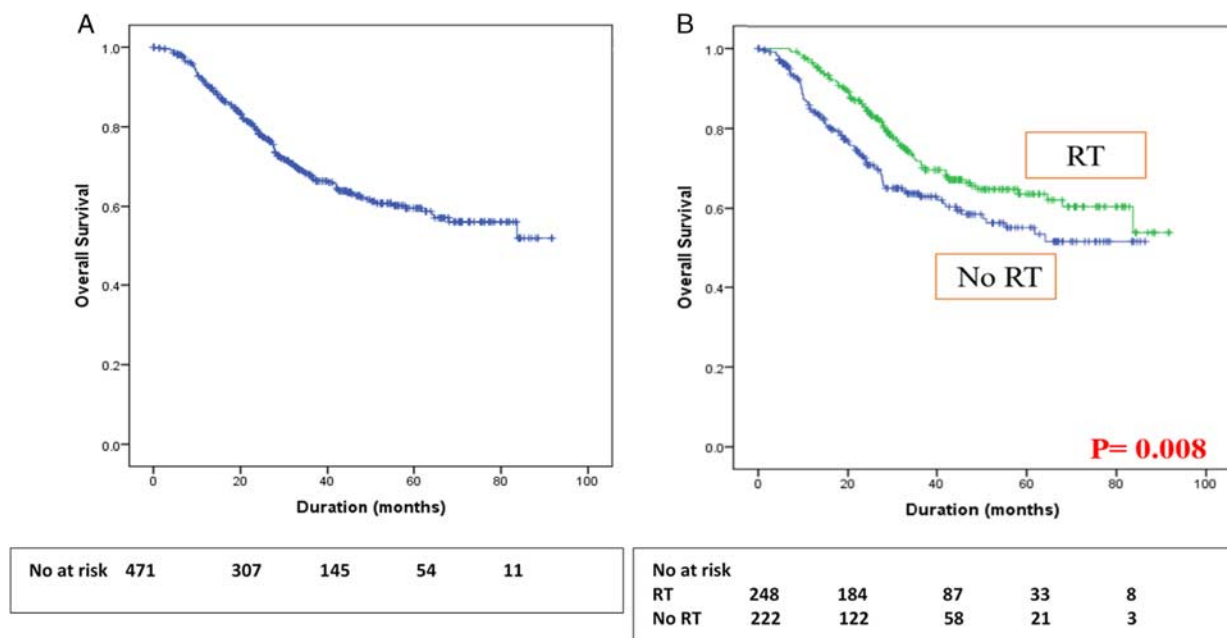 A
1.0
0.8
0.6
0.4
0.2
0.0
Overall Survival
0 20 40 60 80 100
Duration (months)
No at risk 471 307 145 54 11
B
1.0
0.8
0.6
0.4
0.2
0.0
Overall Survival
RT
No RT
P= 0.008
0 20 40 60 80 100
Duration (months)
No at risk
RT 248 184 87 33 8
No RT 222 122 58 21 3